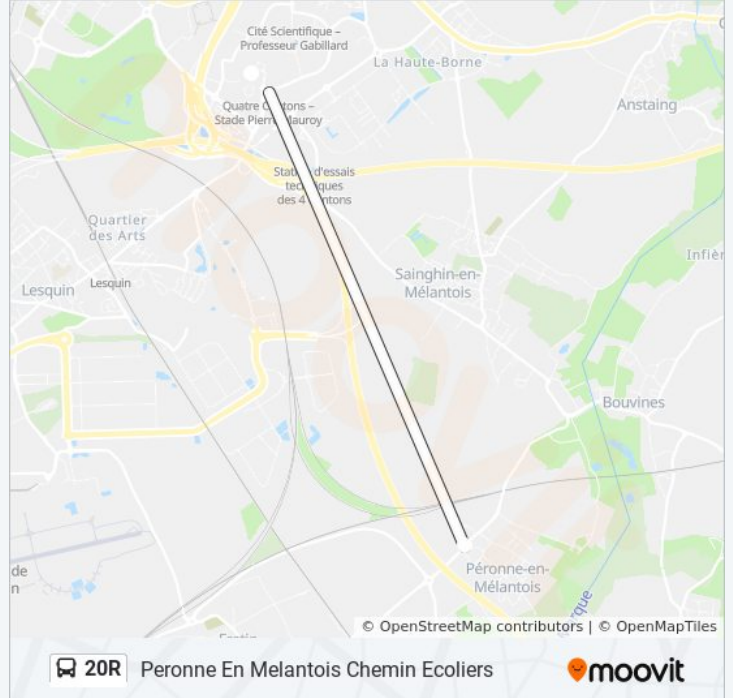 Cité Scientifique –
Professeur Gabillard
La Haute-Borne
Anstaing
Quatre Cantons –
Stade Pierre Mauroy
Station d'essais
techniques
des 4 Cantons
Quartier
des Arts
Lesquin
Lesquin
Sainghin-en-
Mélantois
Bouvines
Péronne-en-
Mélantois
de
© OpenStreetMap contributors | © OpenMapTiles
20R Peronne En Melantois Chemin Ecoliers
moovit